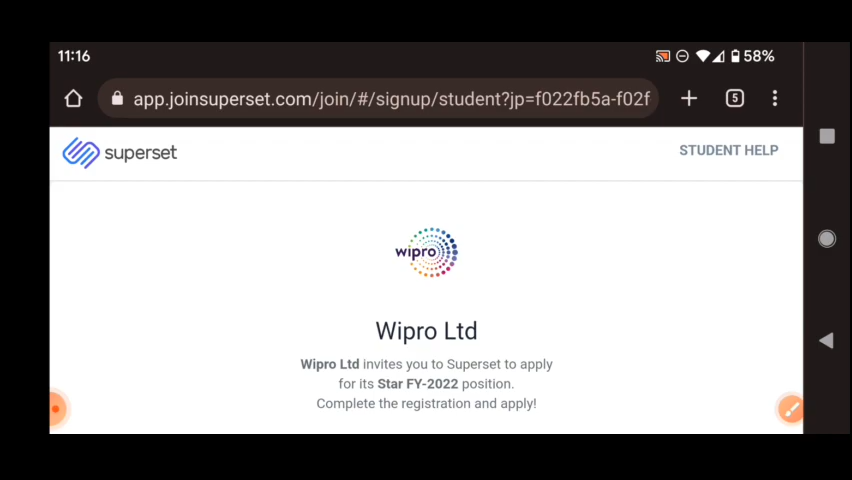 11:16
58%
app.joinsuperset.com/join/#/signup/student?jp=f022fb5a-f02f
5
superset
STUDENT HELP
wipro
Wipro Ltd
Wipro Ltd invites you to Superset to apply
for its Star FY-2022 position.
Complete the registration and apply!